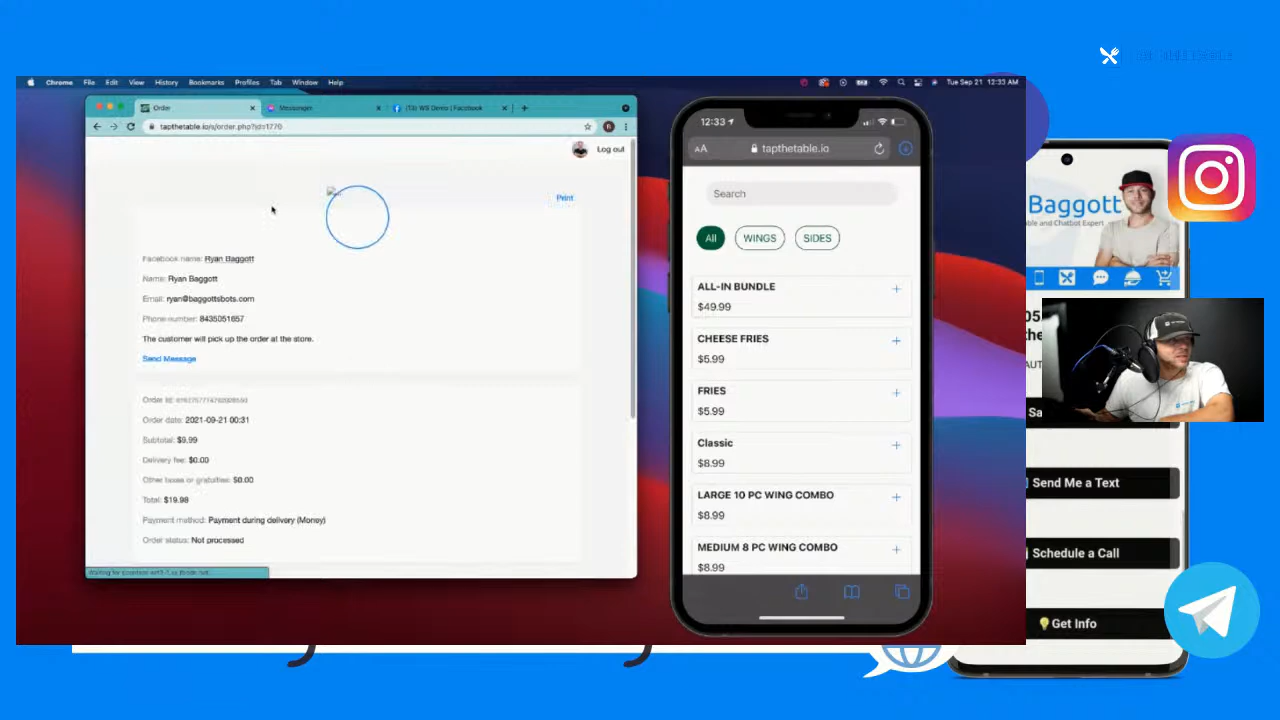 Chrome File Edit View History Bookmarks Profiles Tab Window Help
Tue Sep 21 12:33 AM
Order
Messenger
(13) WB Demo | Facebook
tapthetable.io/s/order.php?id=1770
Log out
Print
Facebook name: Ryan Baggott
Name: Ryan Baggott
Email: ryan@baggottsbots.com
Phone number: 8435051657
The customer will pick up the order at the store.
Send Message
Order ID:
Order date: 2021-09-21 00:31
Subtotal: $9.99
Delivery fee: $0.00
Other taxes or gratuities: $0.00
Total: $19.98
Payment method: Payment during delivery (Money)
Order status: Not processed
12:33
AA tapthetable.io
Search
All WINGS SIDES
ALL-IN BUNDLE
$49.99
CHEESE FRIES
$5.99
FRIES
$5.99
Classic
$8.99
LARGE 10 PC WING COMBO
$8.99
MEDIUM 8 PC WING COMBO
$8.99
Baggott
able and Chatbot Expert
Send Me a Text
Schedule a Call
Get Info